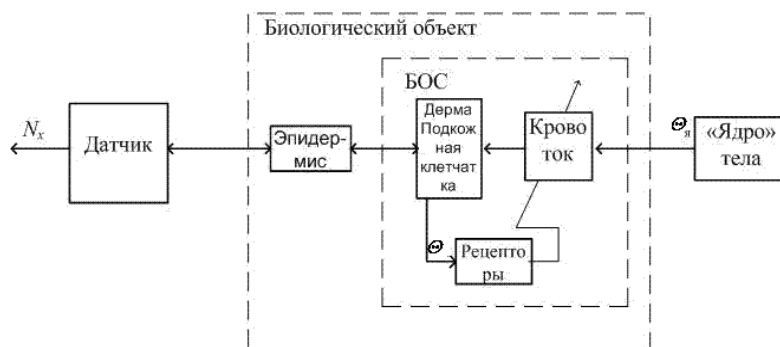 Биологический объект
БОС
Nₓ
Датчик
Эпидер-
мис
Дерма
Подкож
ная
клетчат
ка
Крово
ток
Θя
«Ядро»
тела
Θ
Рецепто
ры